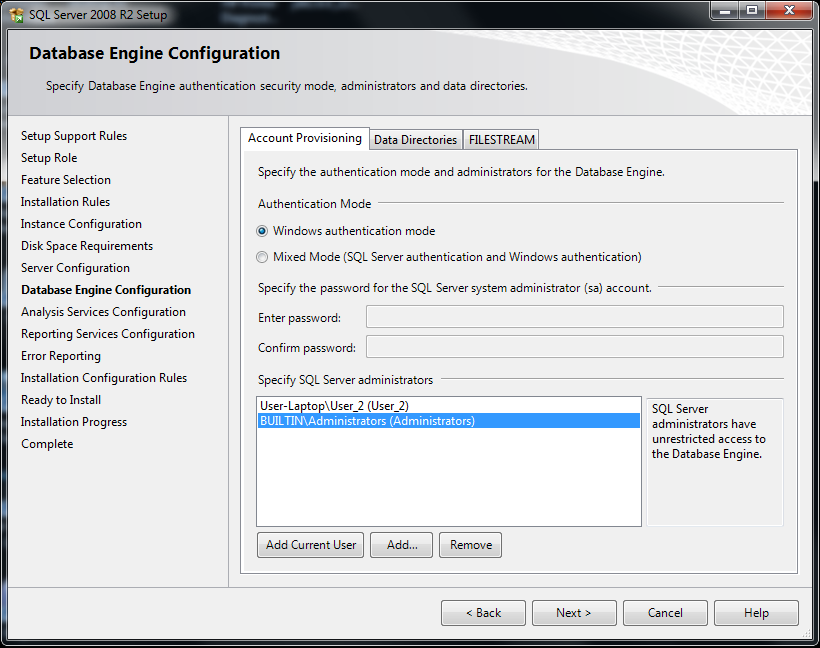 SQL Server 2008 R2 Setup
Database Engine Configuration
Specify Database Engine authentication security mode, administrators and data directories.
Setup Support Rules
Setup Role
Feature Selection
Installation Rules
Instance Configuration
Disk Space Requirements
Server Configuration
Database Engine Configuration
Analysis Services Configuration
Reporting Services Configuration
Error Reporting
Installation Configuration Rules
Ready to Install
Installation Progress
Complete
Account Provisioning Data Directories FILESTREAM
Specify the authentication mode and administrators for the Database Engine.
Authentication Mode
Windows authentication mode
Mixed Mode (SQL Server authentication and Windows authentication)
Specify the password for the SQL Server system administrator (sa) account.
Enter password:
Confirm password:
Specify SQL Server administrators
User-Laptop\User_2 (User_2)
BUILTIN\Administrators (Administrators)
SQL Server
administrators have
unrestricted access to
the Database Engine.
Add Current User Add... Remove
< Back Next > Cancel Help